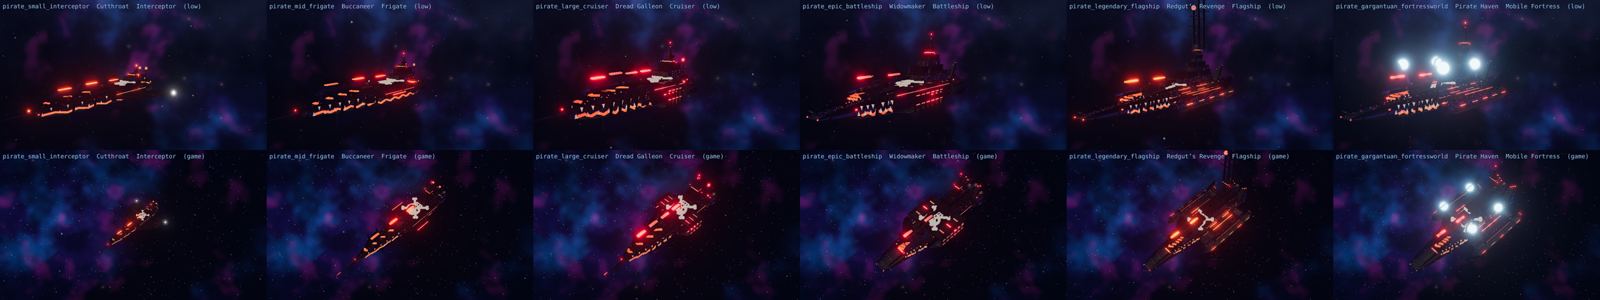 pirate_small_interceptor Cutthroat Interceptor (low)
pirate_mid_frigate Buccaneer Frigate (low)
pirate_large_cruiser Dread Galleon Cruiser (low)
pirate_epic_battleship Widowmaker Battleship (low)
pirate_legendary_flagship Redgut's Revenge Flagship (low)
pirate_gargantuan_fortressworld Pirate Haven Mobile Fortress (low)
pirate_small_interceptor Cutthroat Interceptor (game)
pirate_mid_frigate Buccaneer Frigate (game)
pirate_large_cruiser Dread Galleon Cruiser (game)
pirate_epic_battleship Widowmaker Battleship (game)
pirate_legendary_flagship Redgut's Revenge Flagship (game)
pirate_gargantuan_fortressworld Pirate Haven Mobile Fortress (game)